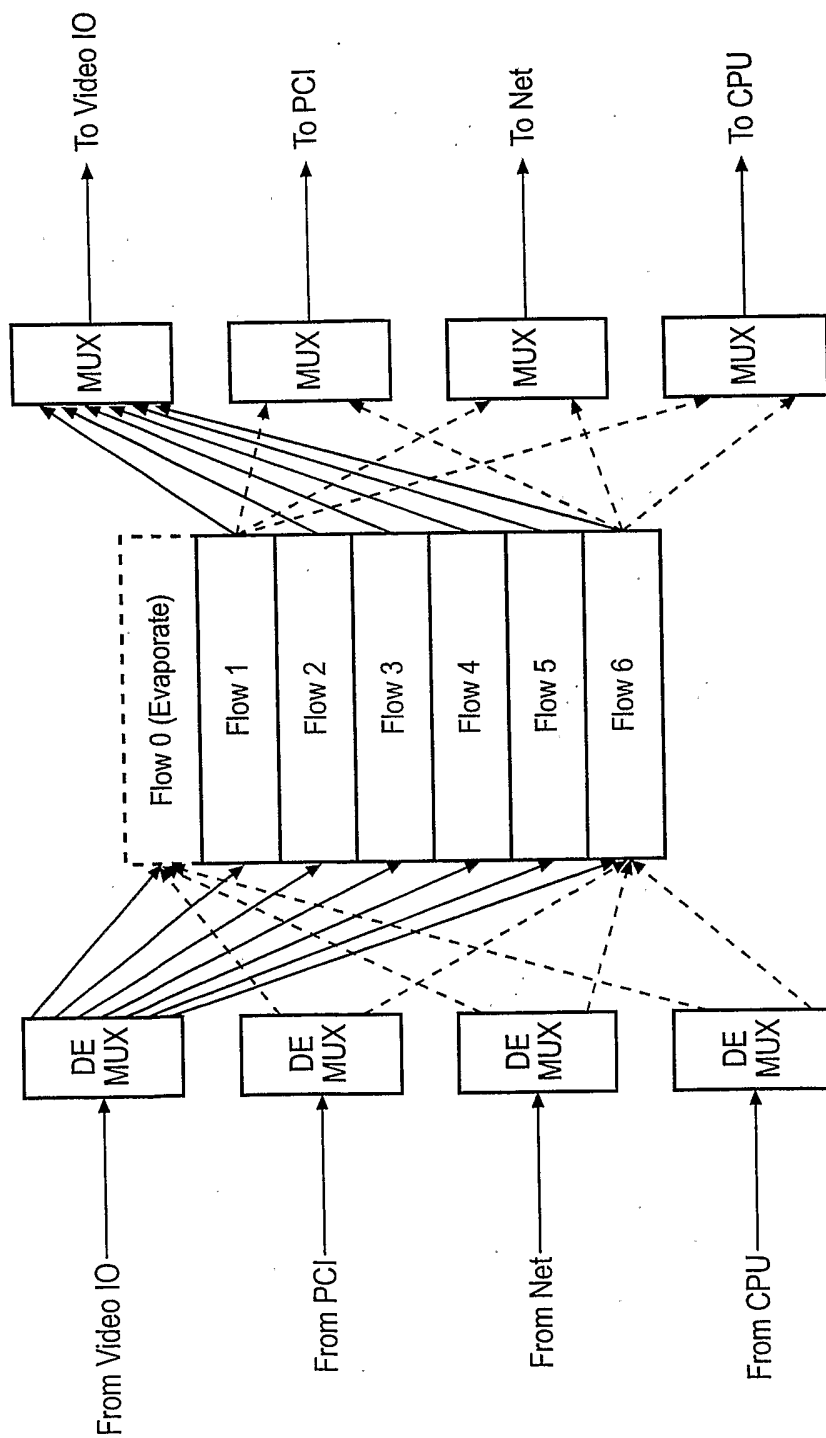 From Video IO
From PCI
From Net
From CPU
DE
MUX
DE
MUX
DE
MUX
DE
MUX
Flow 0 (Evaporate)
Flow 1
Flow 2
Flow 3
Flow 4
Flow 5
Flow 6
MUX
MUX
MUX
MUX
To Video IO
To PCI
To Net
To CPU